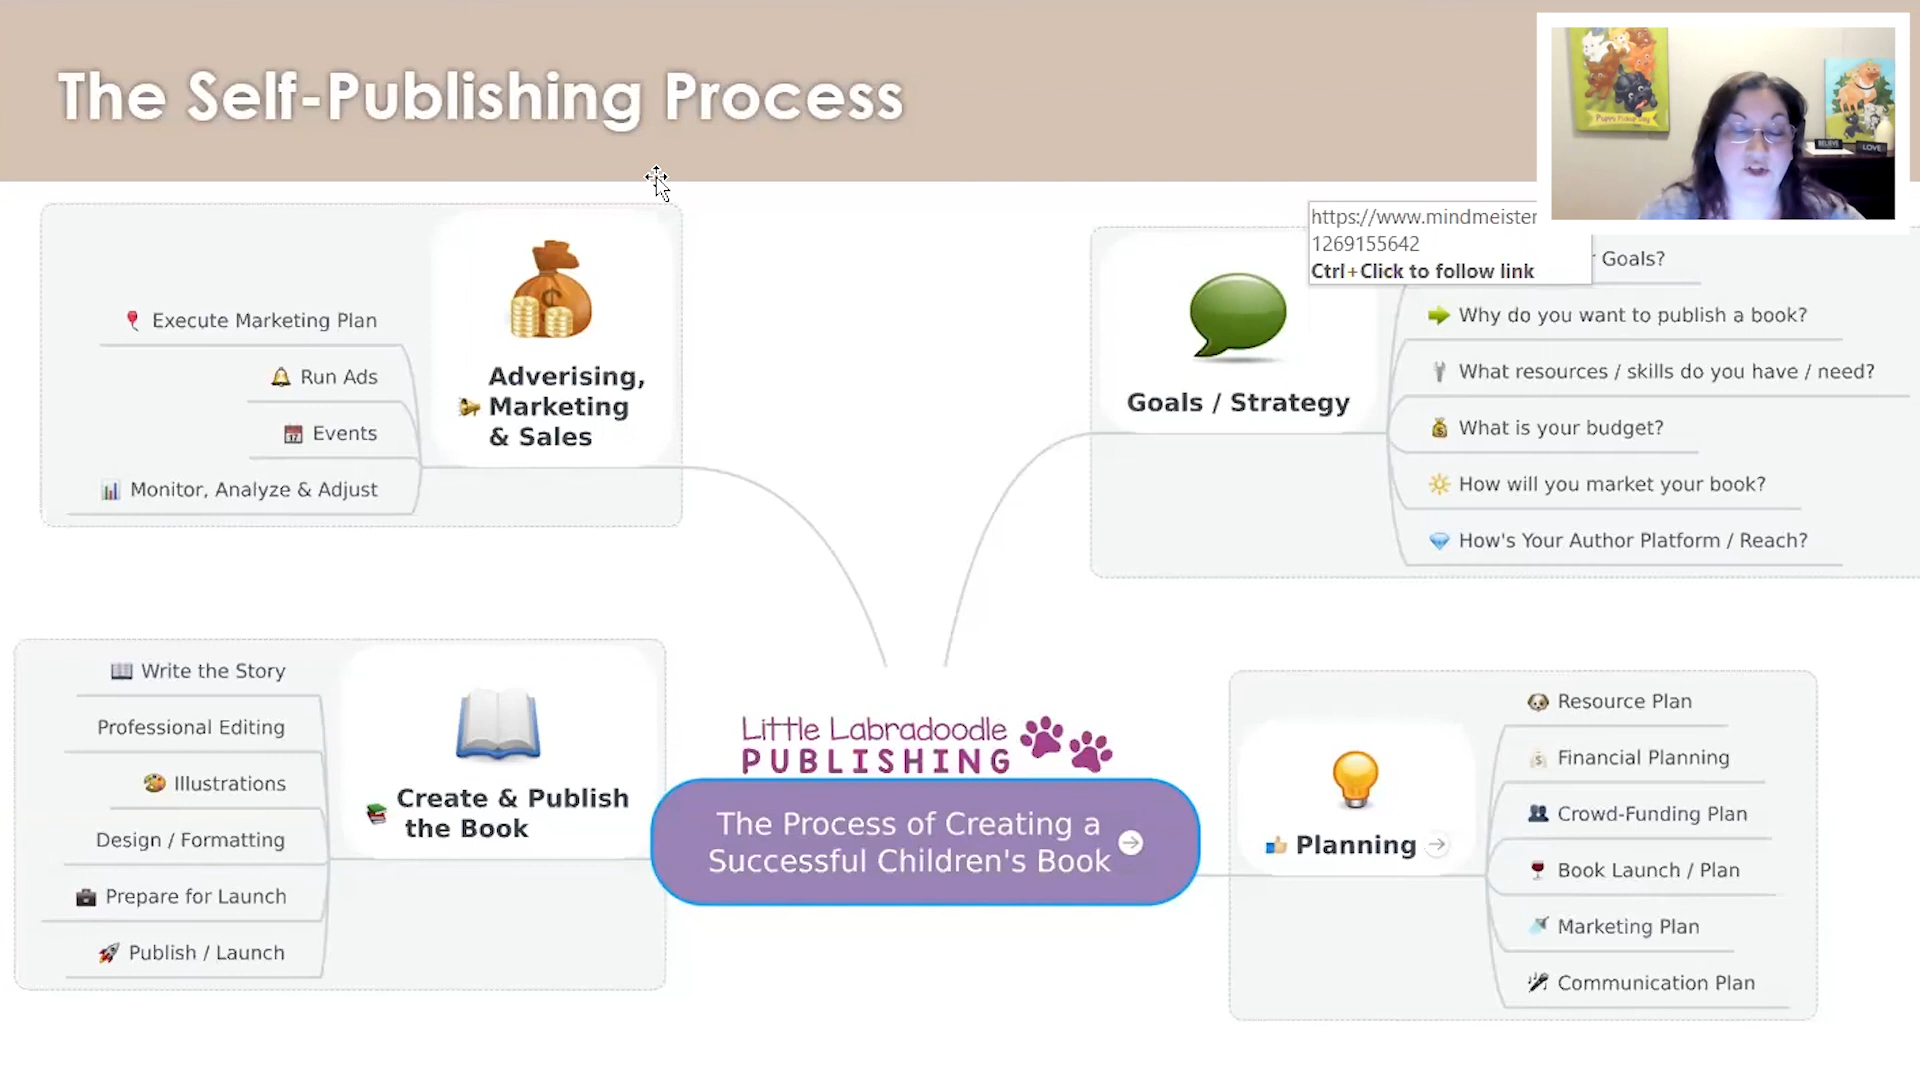 The Self-Publishing Process
Puppy Pickup Day
BELIEVE
LOVE
https://www.mindmeister
1269155642
Ctrl+Click to follow link
Goals?
Why do you want to publish a book?
What resources / skills do you have / need?
What is your budget?
How will you market your book?
How's Your Author Platform / Reach?
Goals / Strategy
Execute Marketing Plan
Run Ads
Events
Monitor, Analyze & Adjust
Adverising,
Marketing
& Sales
Write the Story
Professional Editing
Illustrations
Design / Formatting
Prepare for Launch
Publish / Launch
Create & Publish
the Book
Little Labradoodle
PUBLISHING
The Process of Creating a
Successful Children's Book
Planning
Resource Plan
Financial Planning
Crowd-Funding Plan
Book Launch / Plan
Marketing Plan
Communication Plan